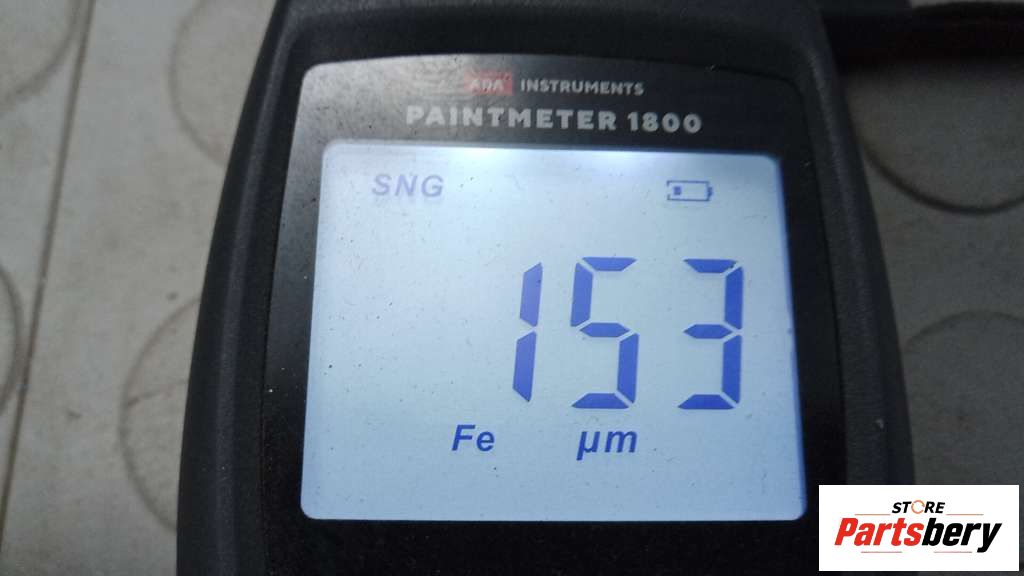 ADA INSTRUMENTS
PAINTMETER 1800
SNG
153
Fe µm
STORE
Partsbery